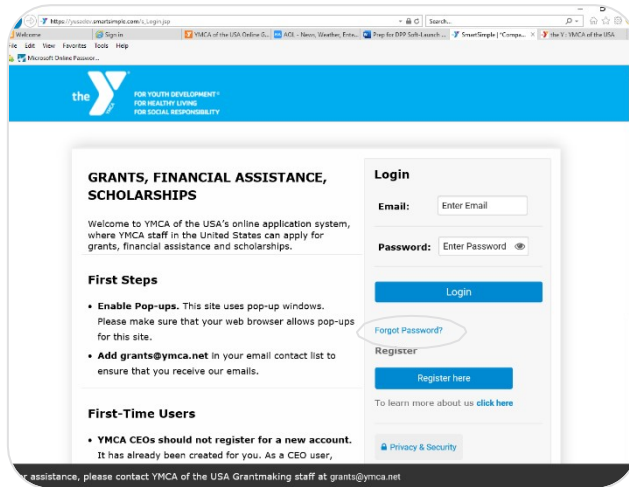 https://yusadev.smartsimple.com/s_Login.jsp
Search...
Welcome
Sign in
YMCA of the USA Online G...
AOL - News, Weather, Ente...
Prep for DPP Soft-Launch ...
SmartSimple | "Compa...
the Y : YMCA of the USA
Edit View Favorites Tools Help
Microsoft Online Passwor...
the Y
FOR YOUTH DEVELOPMENT®
FOR HEALTHY LIVING
FOR SOCIAL RESPONSIBILITY
GRANTS, FINANCIAL ASSISTANCE,
SCHOLARSHIPS
Welcome to YMCA of the USA's online application system,
where YMCA staff in the United States can apply for
grants, financial assistance and scholarships.
First Steps
• Enable Pop-ups. This site uses pop-up windows.
Please make sure that your web browser allows pop-ups
for this site.
• Add grants@ymca.net in your email contact list to
ensure that you receive our emails.
First-Time Users
• YMCA CEOs should not register for a new account.
It has already been created for you. As a CEO user,
Login
Email: Enter Email
Password: Enter Password
Login
Forgot Password?
Register
Register here
To learn more about us click here
Privacy & Security
assistance, please contact YMCA of the USA Grantmaking staff at grants@ymca.net